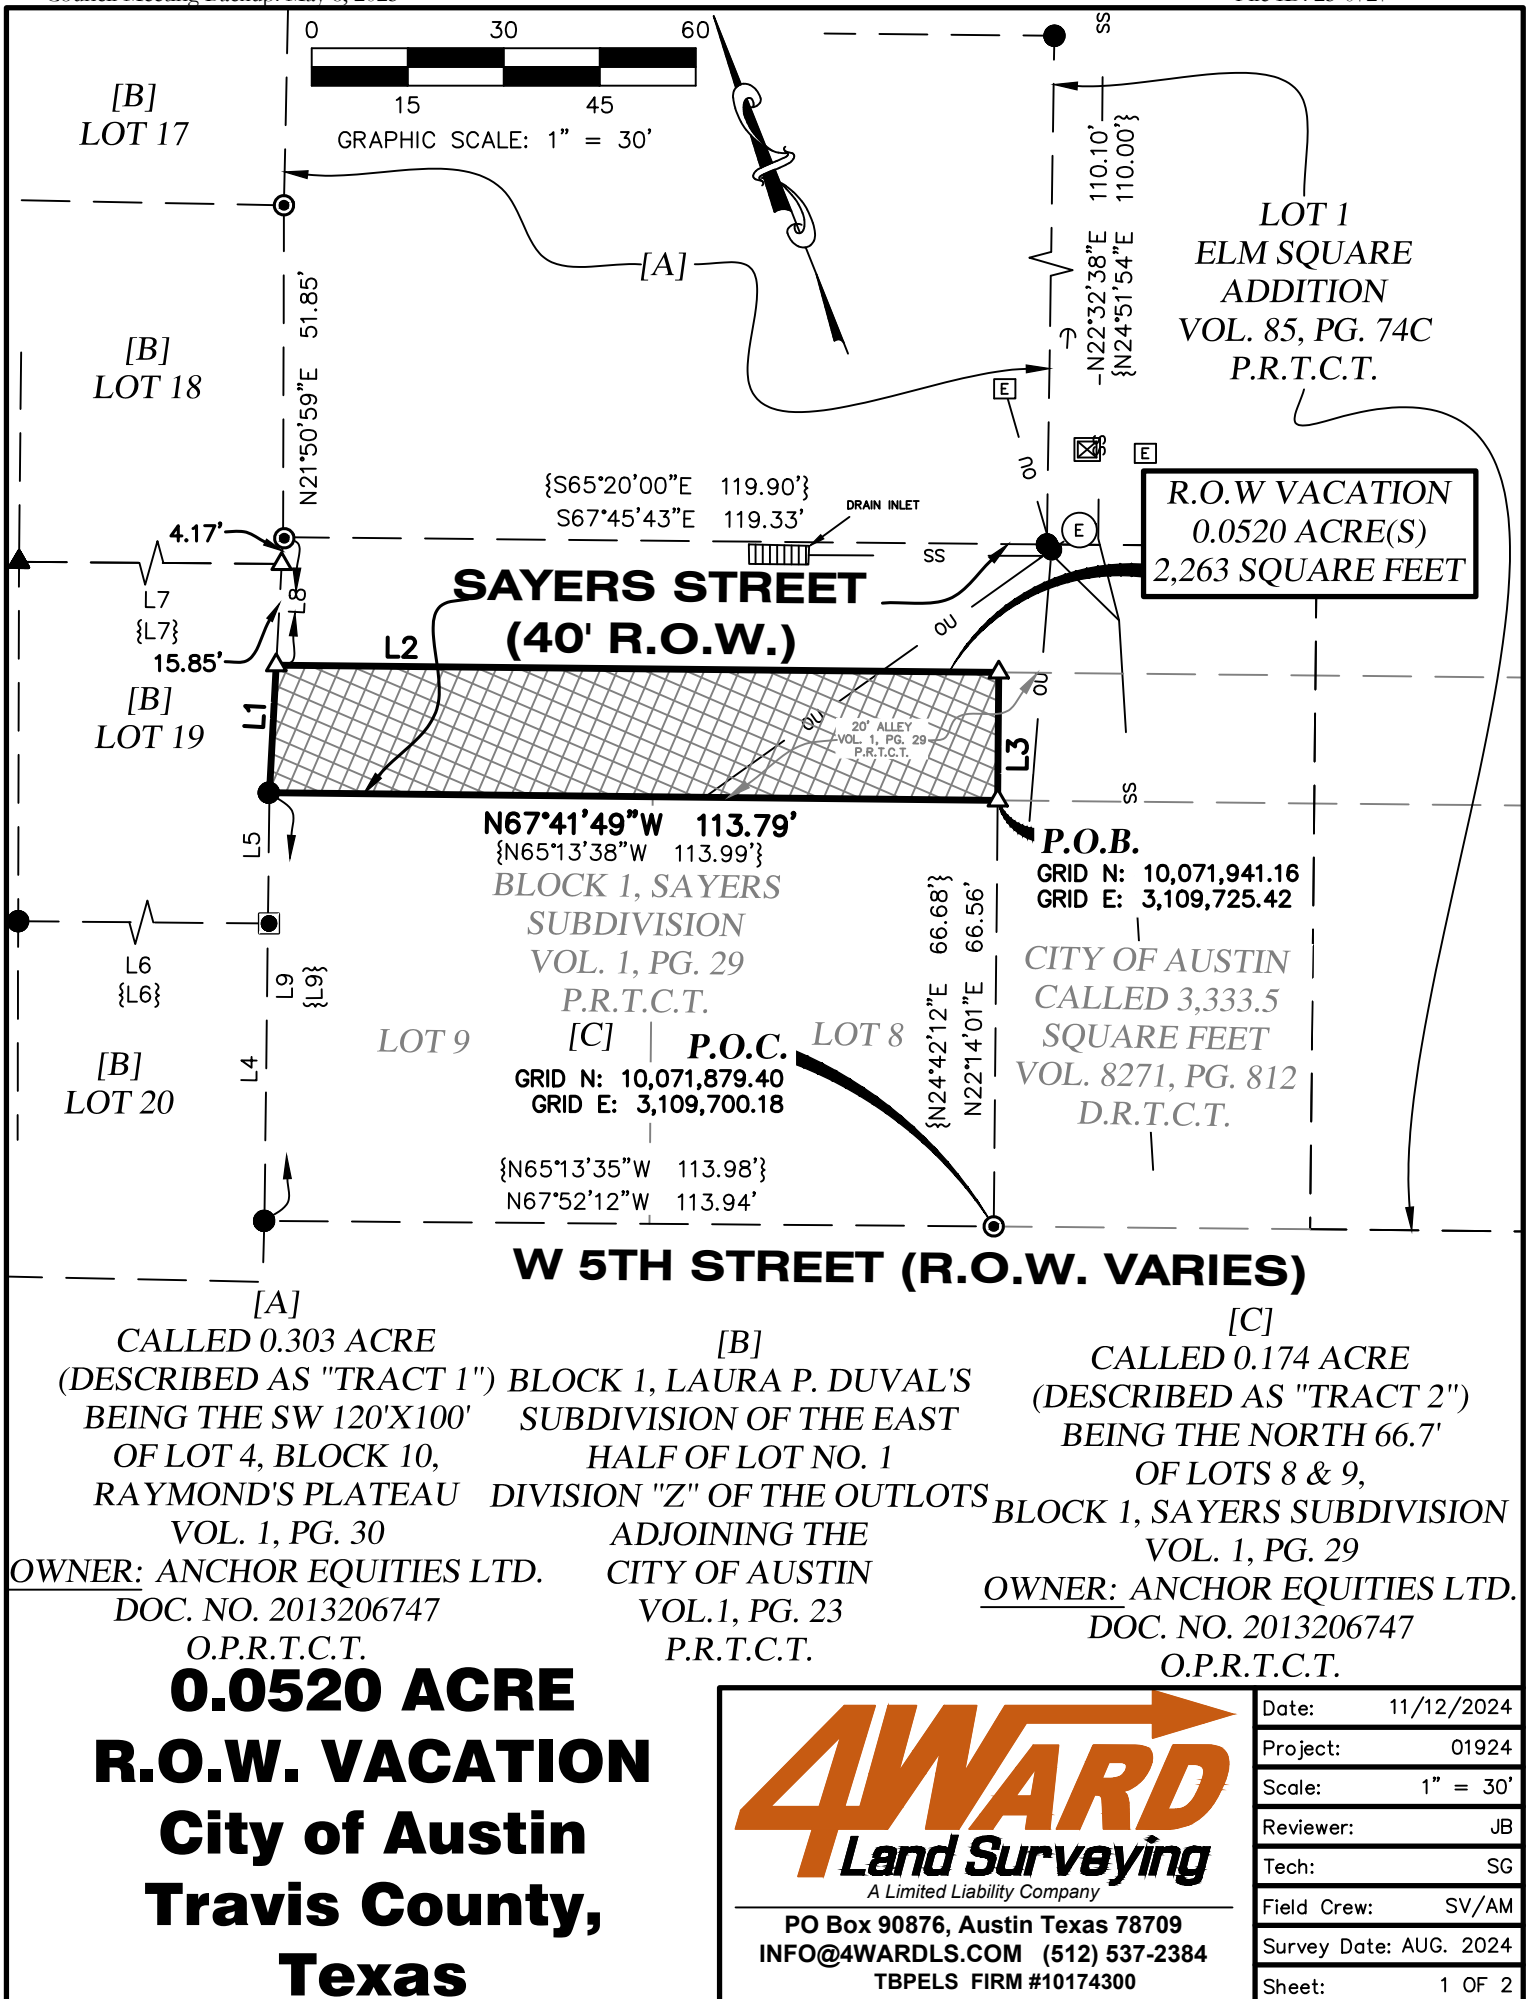 0 30 60
15 45
GRAPHIC SCALE: 1" = 30'
[B]
LOT 17
[A]
SS
110.10'
110.00'}
N22°32'38"E
{N24°51'54"E
LOT 1
ELM SQUARE
ADDITION
VOL. 85, PG. 74C
P.R.T.C.T.
[B]
LOT 18
N21°50'59"E 51.85'
E
SS
E
OU
{S65°20'00"E 119.90'}
S67°45'43"E 119.33'
DRAIN INLET
SS
E
R.O.W VACATION
0.0520 ACRE(S)
2,263 SQUARE FEET
4.17'
L7
{L7}
L8
15.85'
SAYERS STREET
(40' R.O.W.)
OU
L2
[B]
LOT 19
L1
OU
20' ALLEY
VOL. 1, PG. 29
P.R.T.C.T.
OU
L3
SS
N67°41'49"W 113.79'
{N65°13'38"W 113.99'}
BLOCK 1, SAYERS
SUBDIVISION
VOL. 1, PG. 29
P.R.T.C.T.
P.O.B.
GRID N: 10,071,941.16
GRID E: 3,109,725.42
L5
L6
{L6}
L9
{L9}
{N24°42'12"E 66.68'}
N22°14'01"E 66.56'
CITY OF AUSTIN
CALLED 3,333.5
SQUARE FEET
VOL. 8271, PG. 812
D.R.T.C.T.
LOT 9
[C]
LOT 8
P.O.C.
GRID N: 10,071,879.40
GRID E: 3,109,700.18
[B]
LOT 20
L4
{N65°13'35"W 113.98'}
N67°52'12"W 113.94'
W 5TH STREET (R.O.W. VARIES)
[A]
CALLED 0.303 ACRE
(DESCRIBED AS "TRACT 1")
BEING THE SW 120'X100'
OF LOT 4, BLOCK 10,
RAYMOND'S PLATEAU
VOL. 1, PG. 30
OWNER: ANCHOR EQUITIES LTD.
DOC. NO. 2013206747
O.P.R.T.C.T.
[B]
BLOCK 1, LAURA P. DUVAL'S
SUBDIVISION OF THE EAST
HALF OF LOT NO. 1
DIVISION "Z" OF THE OUTLOTS
ADJOINING THE
CITY OF AUSTIN
VOL.1, PG. 23
P.R.T.C.T.
[C]
CALLED 0.174 ACRE
(DESCRIBED AS "TRACT 2")
BEING THE NORTH 66.7'
OF LOTS 8 & 9,
BLOCK 1, SAYERS SUBDIVISION
VOL. 1, PG. 29
OWNER: ANCHOR EQUITIES LTD.
DOC. NO. 2013206747
O.P.R.T.C.T.
0.0520 ACRE
R.O.W. VACATION
City of Austin
Travis County,
Texas
4WARD
Land Surveying
A Limited Liability Company
PO Box 90876, Austin Texas 78709
INFO@4WARDLS.COM (512) 537-2384
TBPELS FIRM #10174300
Date: 11/12/2024
Project: 01924
Scale: 1" = 30'
Reviewer: JB
Tech: SG
Field Crew: SV/AM
Survey Date: AUG. 2024
Sheet: 1 OF 2